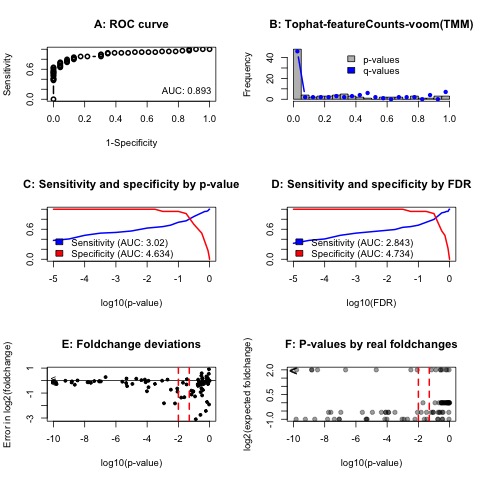 A: ROC curve
Sensitivity
0.6
0.0
AUC: 0.893
0.0 0.2 0.4 0.6 0.8 1.0
1-Specificity
B: Tophat-featureCounts-voom(TMM)
Frequency
40
20
0
p-values
q-values
0.0 0.2 0.4 0.6 0.8 1.0
C: Sensitivity and specificity by p-value
0.6
0.0
Sensitivity (AUC: 3.02)
Specificity (AUC: 4.634)
-5 -4 -3 -2 -1 0
log10(p-value)
D: Sensitivity and specificity by FDR
0.6
0.0
Sensitivity (AUC: 2.843)
Specificity (AUC: 4.734)
-5 -4 -3 -2 -1 0
log10(FDR)
E: Foldchange deviations
Error in log2(foldchange)
1
-1
-3
-10 -8 -6 -4 -2 0
log10(p-value)
F: P-values by real foldchanges
log2(expected foldchange)
2.0
0.5
-1.0
-10 -8 -6 -4 -2 0
log10(p-value)